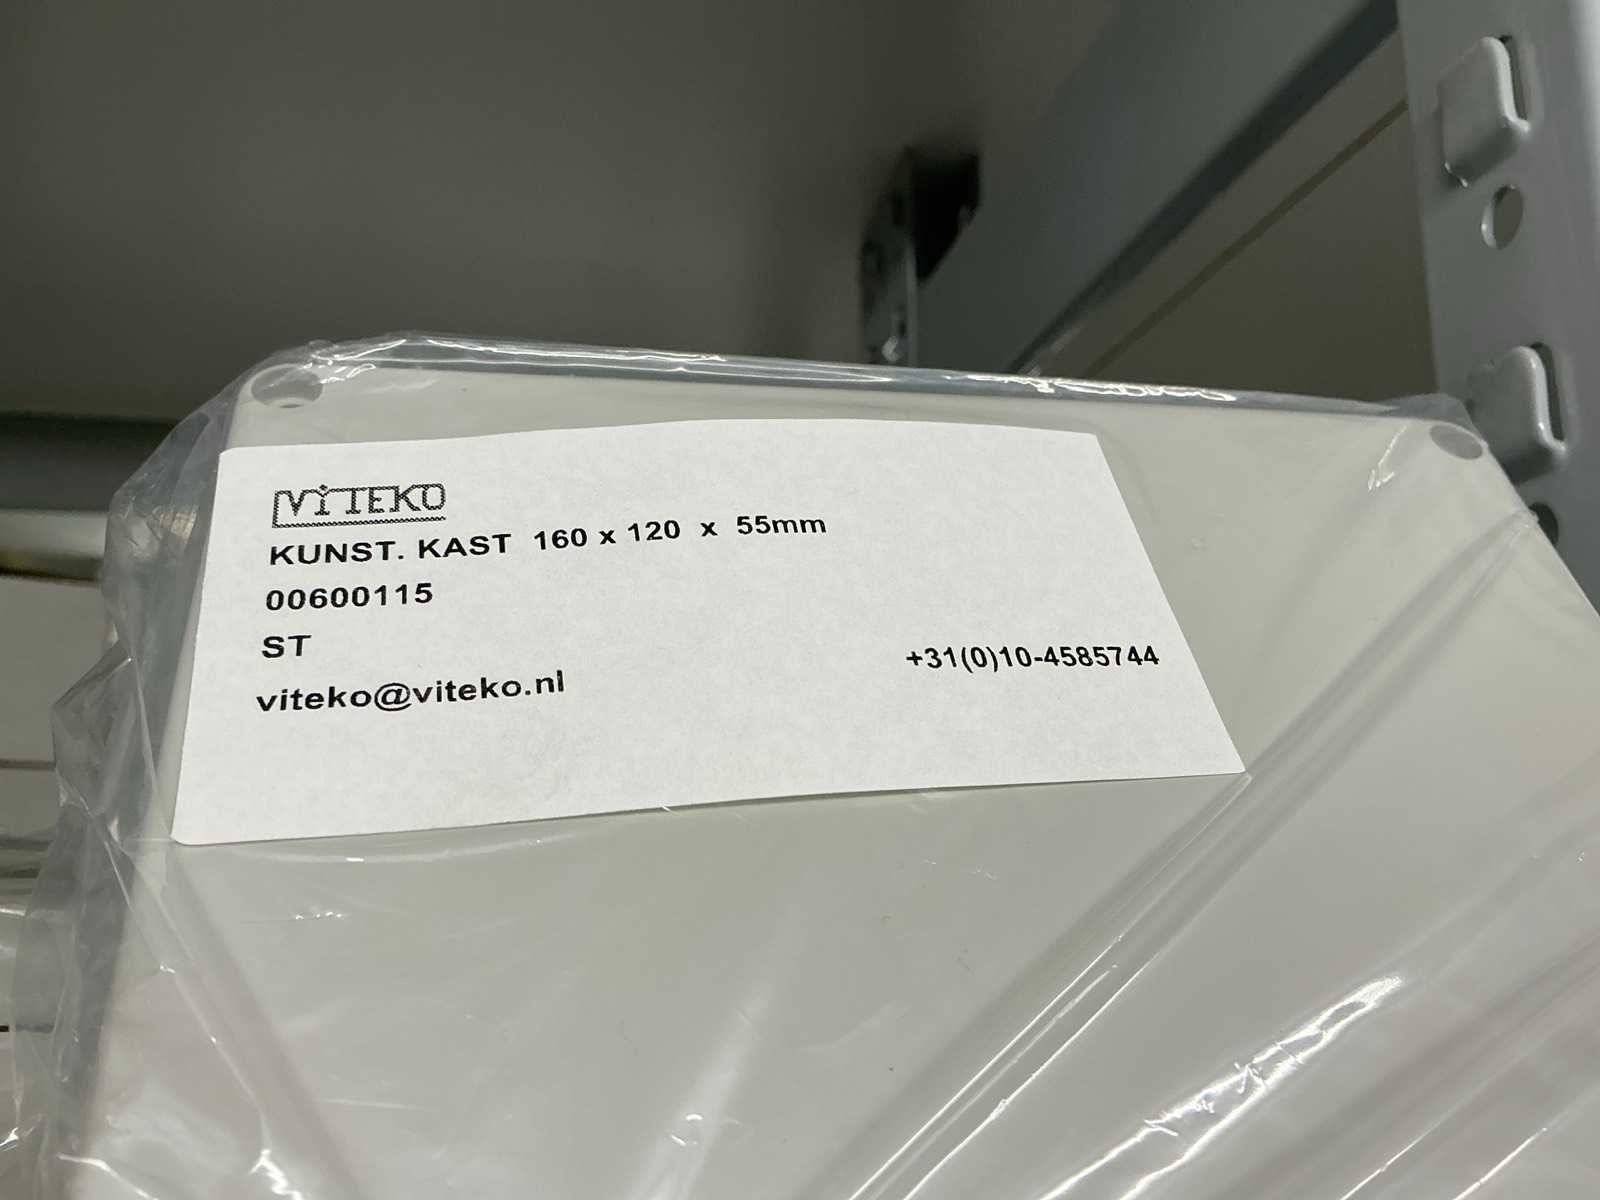 VITEKO
KUNST. KAST 160 x 120 x 55mm
00600115
ST
viteko@viteko.nl
+31(0)10-4585744